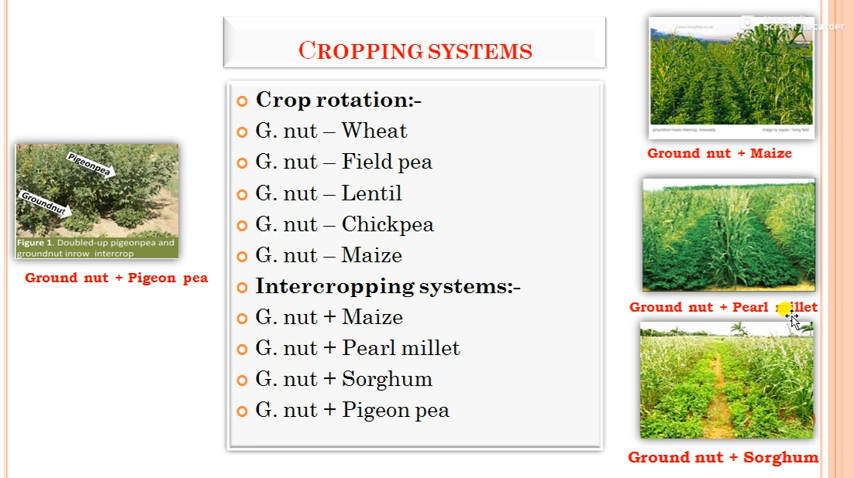 CROPPING SYSTEMS
Crop rotation:-
G. nut – Wheat
G. nut – Field pea
G. nut – Lentil
G. nut – Chickpea
G. nut – Maize
Intercropping systems:-
G. nut + Maize
G. nut + Pearl millet
G. nut + Sorghum
G. nut + Pigeon pea
Pigeonpea
Groundnut
Figure 1. Doubled-up pigeonpea and
groundnut inrow intercrop
Ground nut + Pigeon pea
Ground nut + Maize
Ground nut + Pearl millet
Ground nut + Sorghum